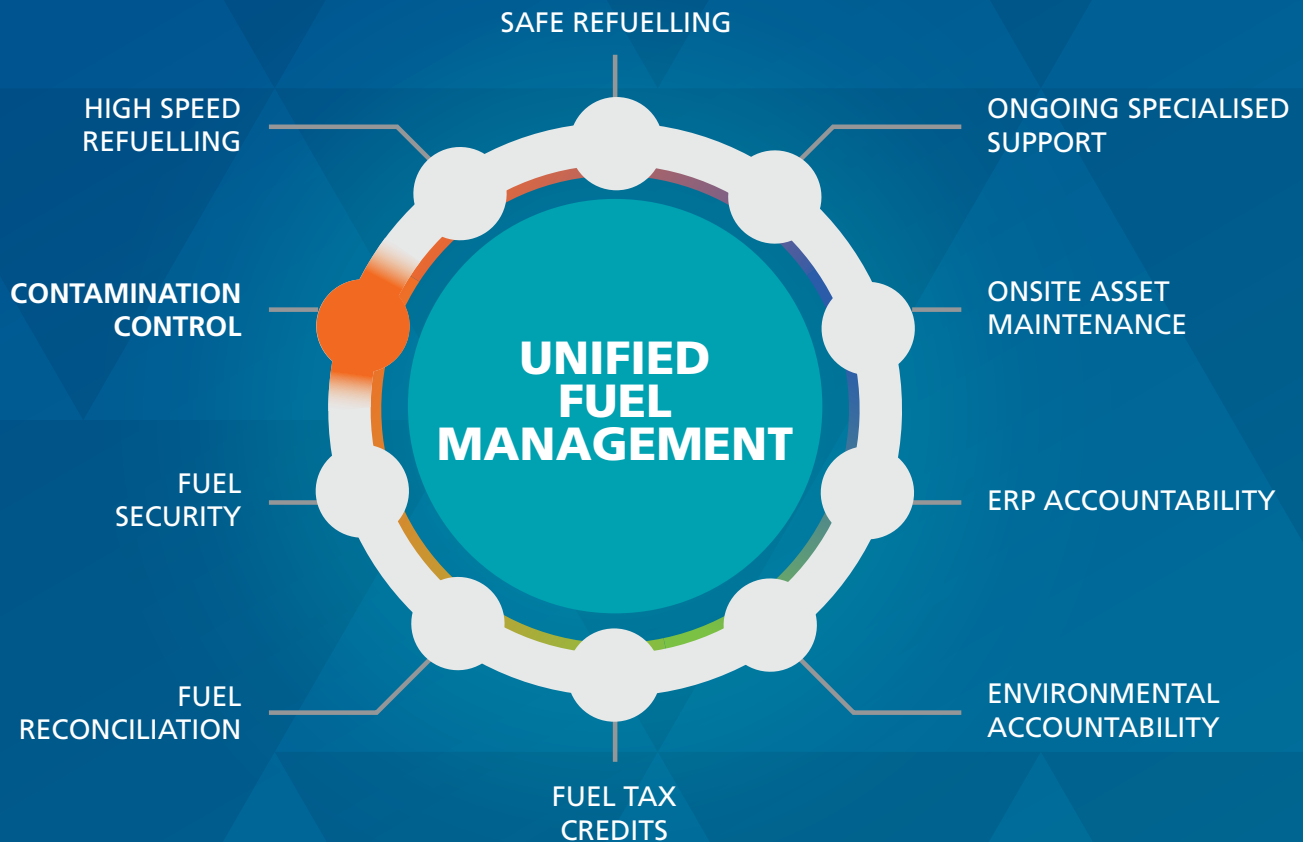 SAFE REFUELLING
HIGH SPEED
REFUELLING
ONGOING SPECIALISED
SUPPORT
CONTAMINATION
CONTROL
ONSITE ASSET
MAINTENANCE
UNIFIED
FUEL
MANAGEMENT
FUEL
SECURITY
ERP ACCOUNTABILITY
FUEL
RECONCILIATION
ENVIRONMENTAL
ACCOUNTABILITY
FUEL TAX
CREDITS